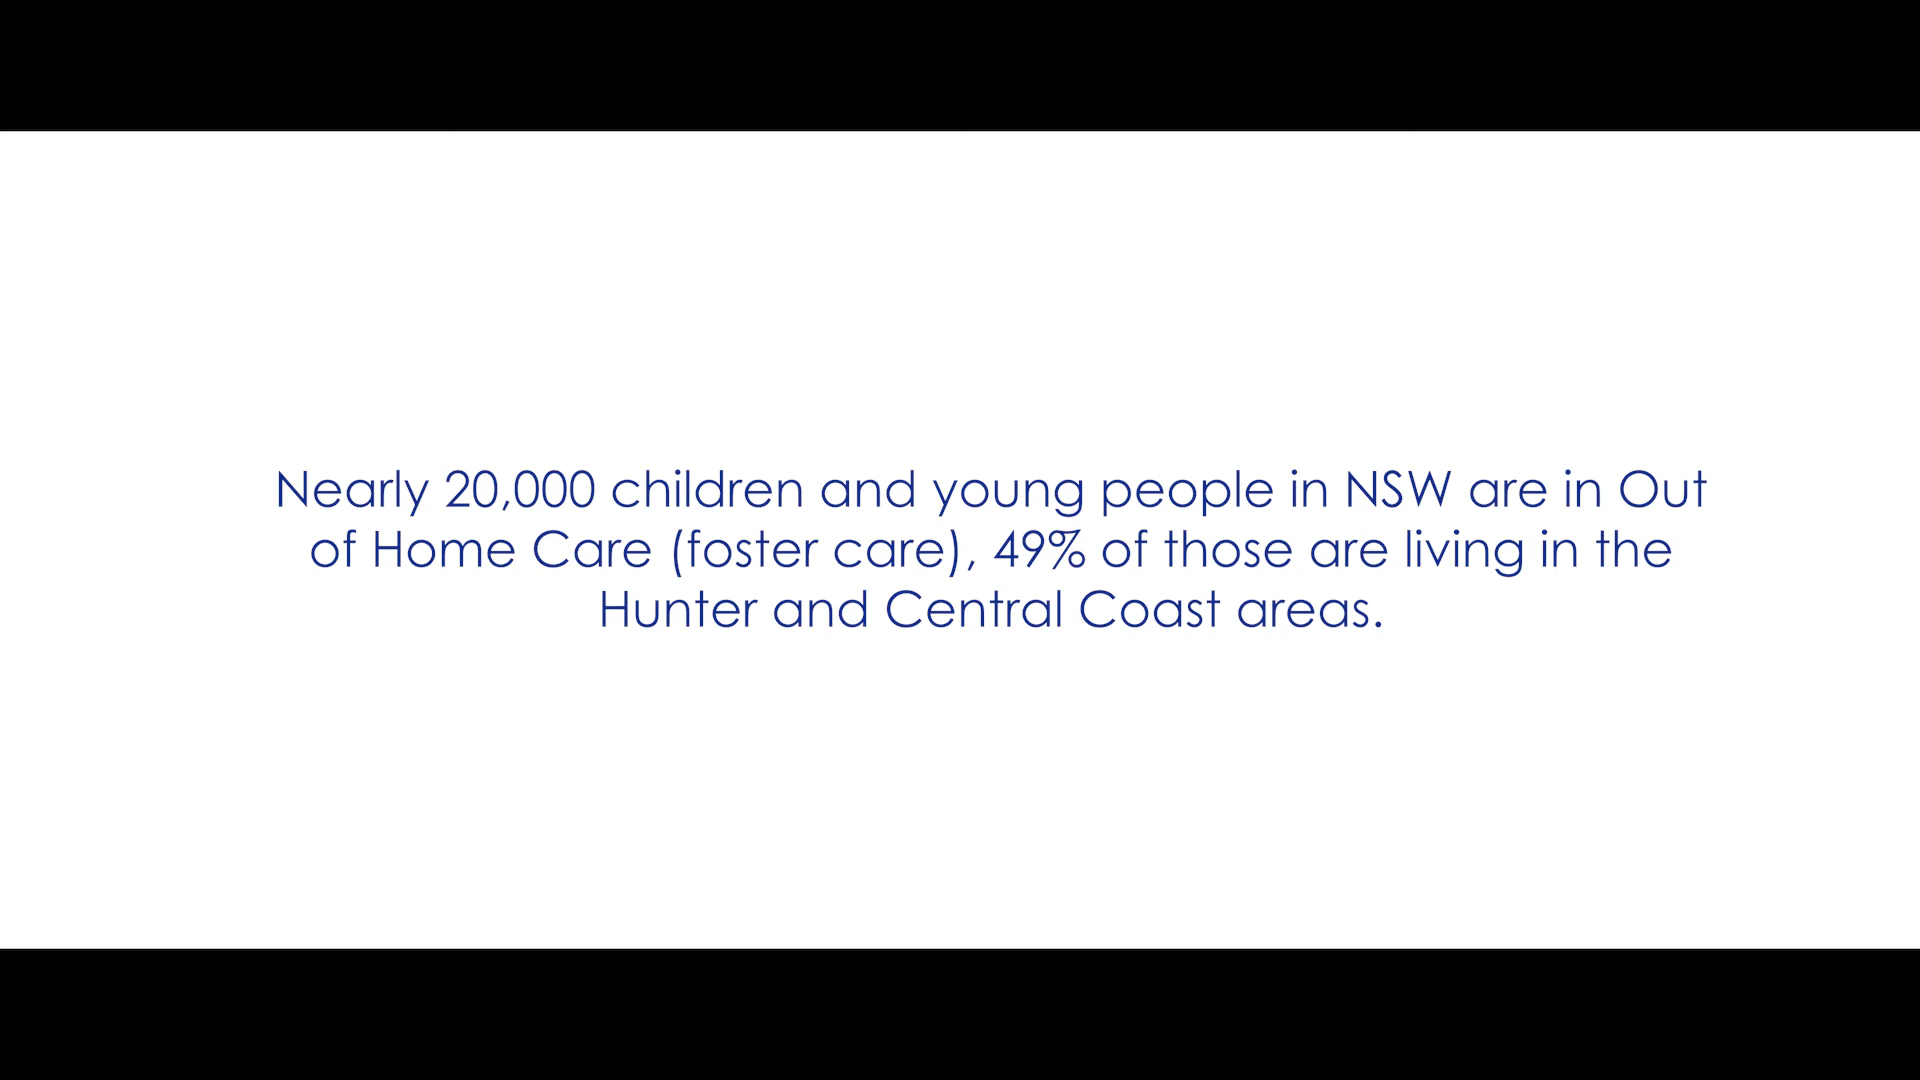 Nearly 20,000 children and young people in NSW are in Out
of Home Care (foster care), 49% of those are living in the
Hunter and Central Coast areas.